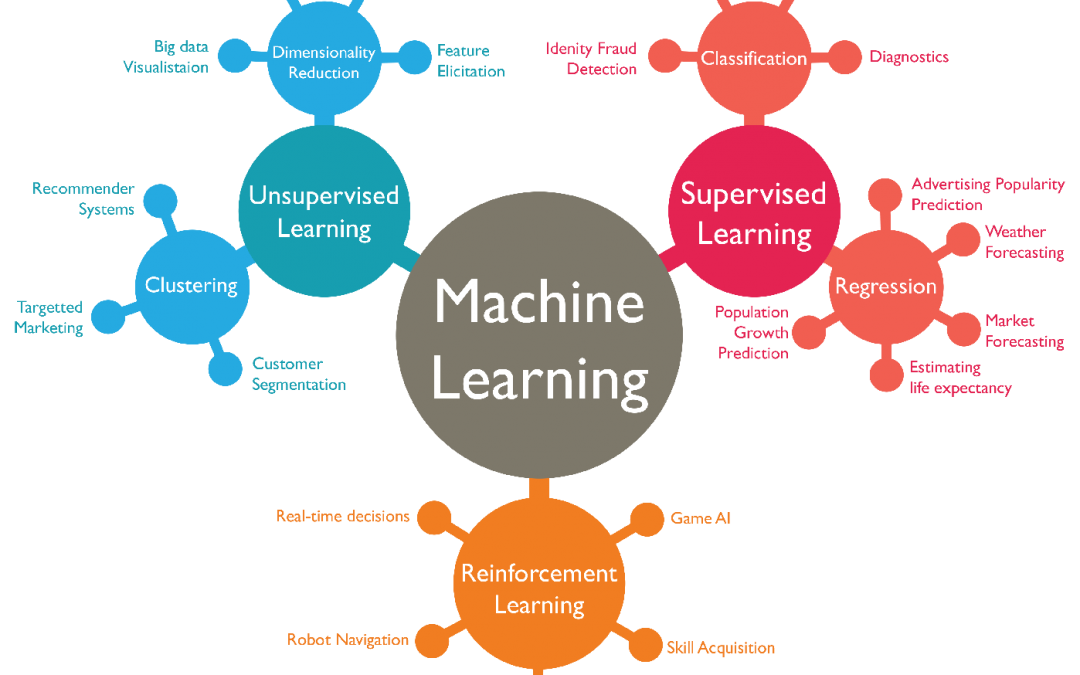 Big data
Visualistaion
Dimensionality
Reduction
Feature
Elicitation
Idenity Fraud
Detection
Classification
Diagnostics
Recommender
Systems
Unsupervised
Learning
Supervised
Learning
Advertising Popularity
Prediction
Weather
Forecasting
Clustering
Regression
Targetted
Marketing
Machine
Learning
Population
Growth
Prediction
Market
Forecasting
Customer
Segmentation
Estimating
life expectancy
Real-time decisions
Game AI
Reinforcement
Learning
Robot Navigation
Skill Acquisition